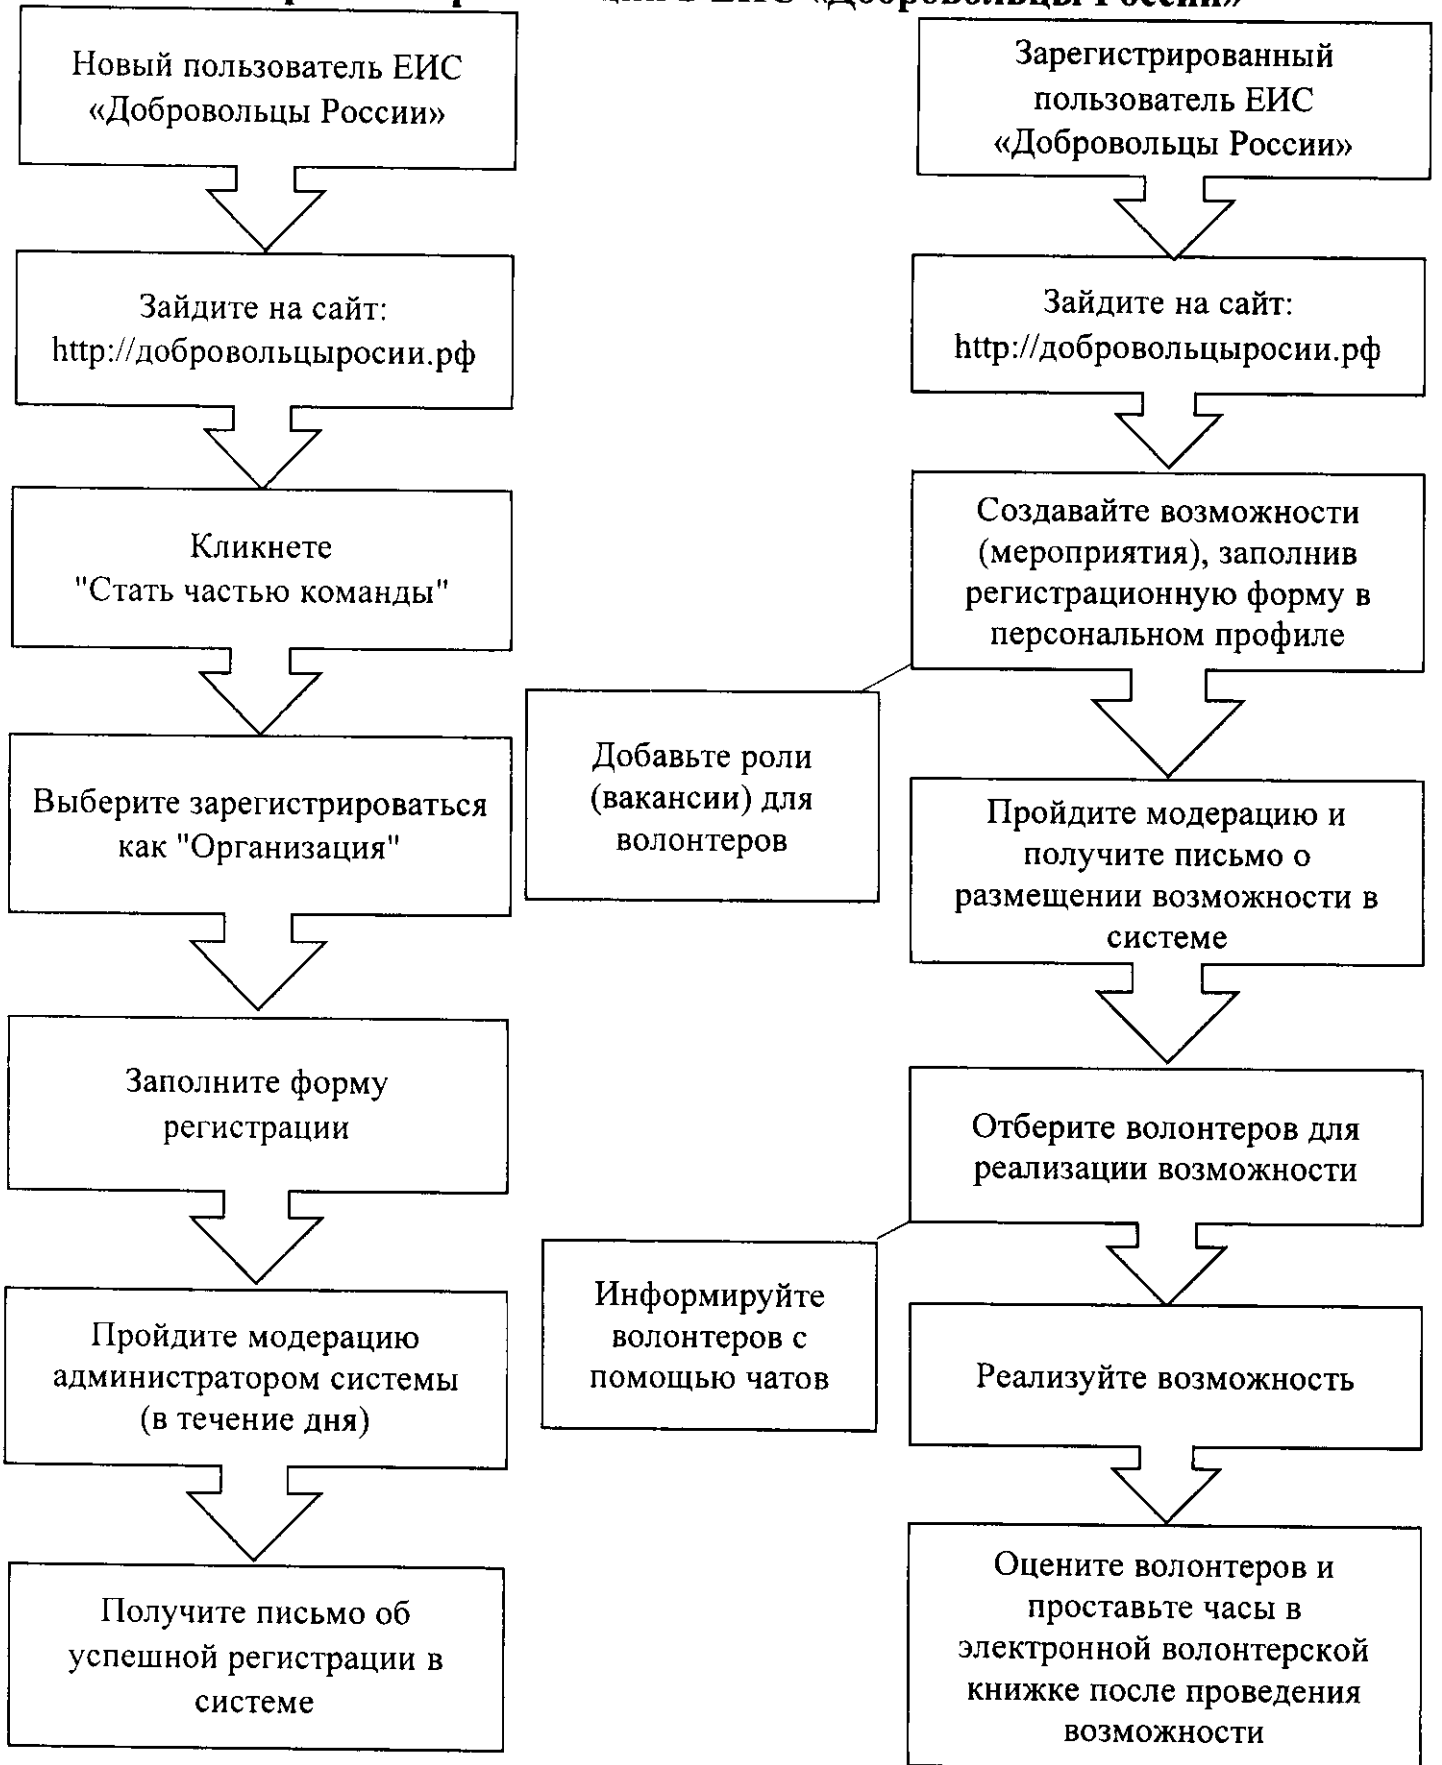 в ЕИС «Добровольцы России»
Новый пользователь ЕИС
«Добровольцы России»
Зайдите на сайт:
http://добровольцыросии.рф
Кликнете
"Стать частью команды"
Выберите зарегистрироваться
как "Организация"
Заполните форму
регистрации
Пройдите модерацию
администратором системы
(в течение дня)
Получите письмо об
успешной регистрации в
системе
Зарегистрированный
пользователь ЕИС
«Добровольцы России»
Зайдите на сайт:
http://добровольцыросии.рф
Создавайте возможности
(мероприятия), заполнив
регистрационную форму в
персональном профиле
Добавьте роли
(вакансии) для
волонтеров
Пройдите модерацию и
получите письмо о
размещении возможности в
системе
Отберите волонтеров для
реализации возможности
Информируйте
волонтеров с
помощью чатов
Реализуйте возможность
Оцените волонтеров и
проставьте часы в
электронной волонтерской
книжке после проведения
возможности